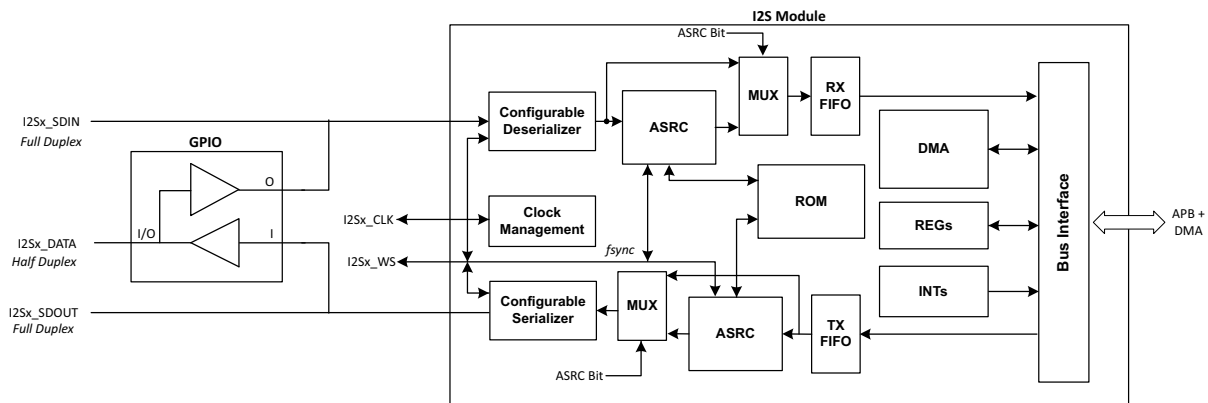 I2S Module
ASRC Bit
MUX
RX
FIFO
Configurable
Deserializer
ASRC
I2Sx_SDIN
Full Duplex
GPIO
O
I/O
I
DMA
ROM
Clock
Management
I2Sx_CLK
I2Sx_DATA
Half Duplex
I2Sx_WS
fsync
REGs
Bus Interface
APB +
DMA
INTs
Configurable
Serializer
MUX
ASRC
TX
FIFO
I2Sx_SDOUT
Full Duplex
ASRC Bit